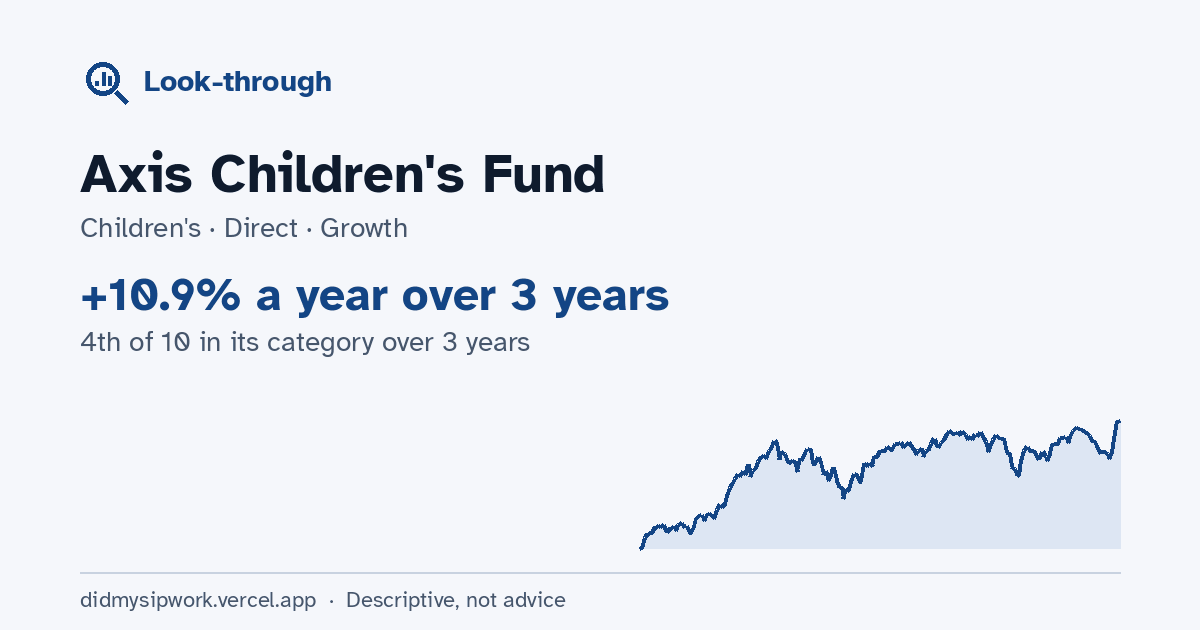 Look-through
Axis Children's Fund
Children's · Direct · Growth
+10.9% a year over 3 years
4th of 10 in its category over 3 years
didmysipwork.vercel.app · Descriptive, not advice